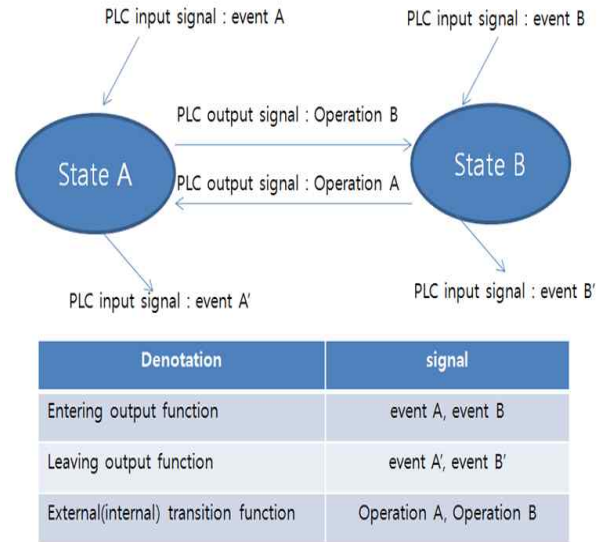 PLC input signal : event A
PLC input signal : event B
PLC output signal : Operation B
State A
State B
PLC output signal : Operation A
PLC input signal : event A'
PLC input signal : event B'
Denotation signal
Entering output function event A, event B
Leaving output function event A', event B'
External(internal) transition function Operation A, Operation B